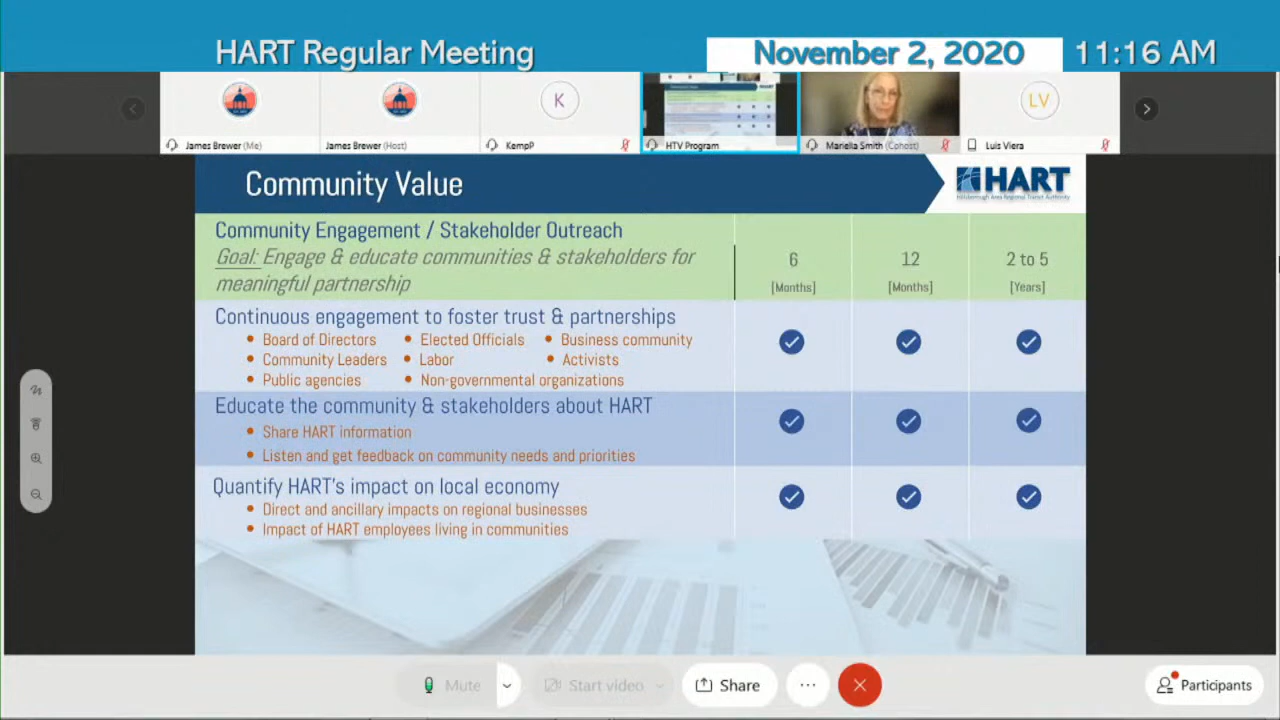 HART Regular Meeting
November 2, 2020
11:16 AM
K
LV
James Brewer (Me)
James Brewer (Host)
KempP
HTV Program
Mariella Smith (Cohost)
Luis Viera
Community Value
HART
Hillsborough Area Regional Transit Authority
Community Engagement / Stakeholder Outreach
Goal: Engage & educate communities & stakeholders for
meaningful partnership
6
[Months]
12
[Months]
2 to 5
[Years]
Continuous engagement to foster trust & partnerships
• Board of Directors • Elected Officials • Business community
• Community Leaders • Labor • Activists
• Public agencies • Non-governmental organizations
Educate the community & stakeholders about HART
• Share HART information
• Listen and get feedback on community needs and priorities
Quantify HART's impact on local economy
• Direct and ancillary impacts on regional businesses
• Impact of HART employees living in communities
Mute
Start video
Share
Participants